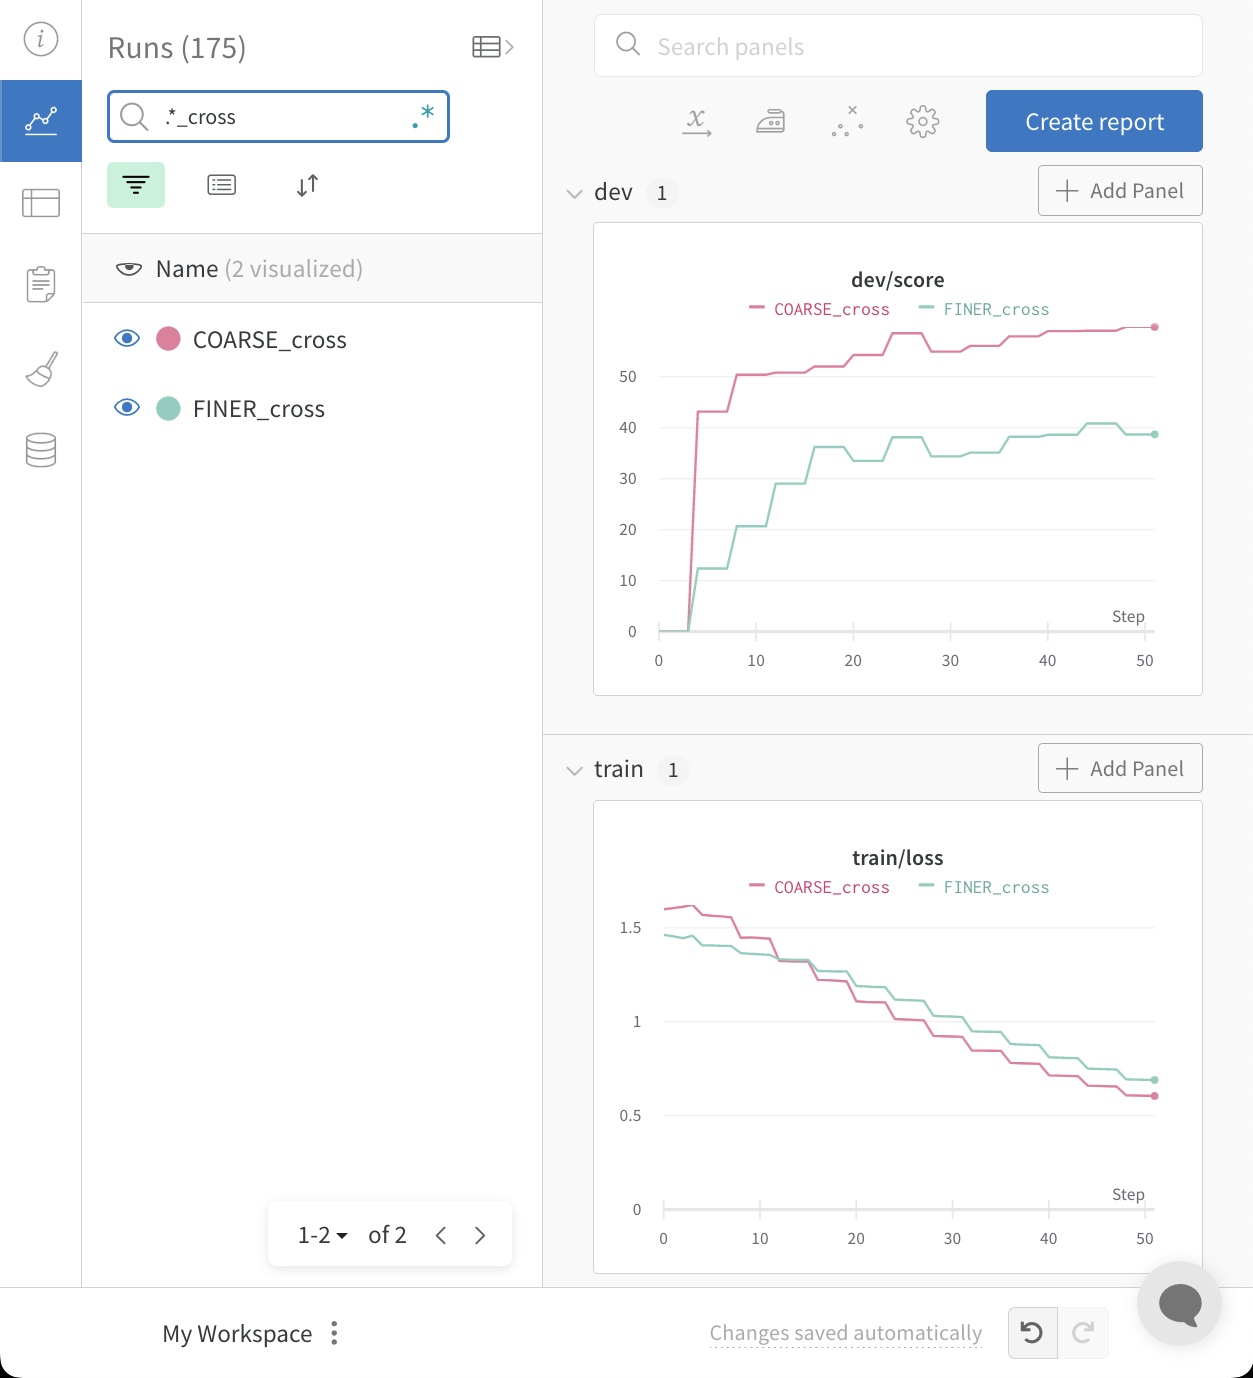 Runs (175)
.*_cross
.*
Name (2 visualized)
COARSE_cross
FINER_cross
1-2 of 2
Search panels
Create report
dev 1
Add Panel
dev/score
COARSE_cross FINER_cross
50
40
30
20
10
0
Step
0 10 20 30 40 50
train 1
Add Panel
train/loss
COARSE_cross FINER_cross
1.5
1
0.5
0
Step
0 10 20 30 40 50
My Workspace
Changes saved automatically